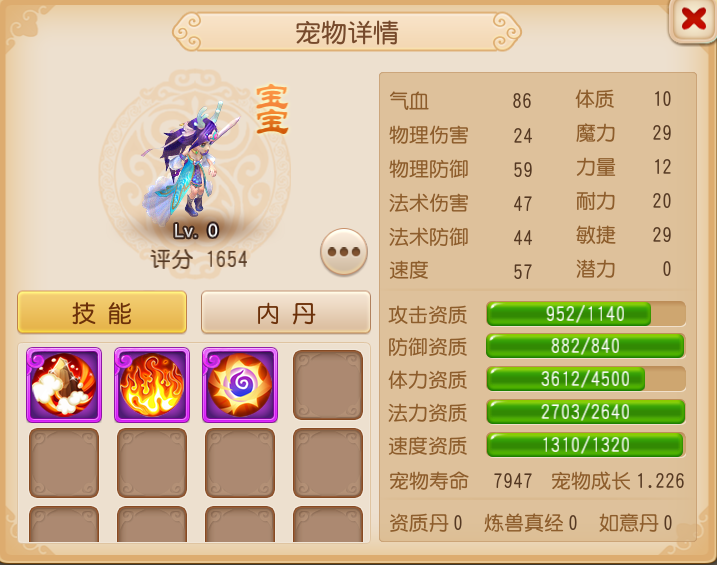 宠物详情
宝宝
Lv. 0
评分 1654
技能 内丹
气血 86 体质 10
物理伤害 24 魔力 29
物理防御 59 力量 12
法术伤害 47 耐力 20
法术防御 44 敏捷 29
速度 57 潜力 0
攻击资质 952/1140
防御资质 882/840
体力资质 3612/4500
法力资质 2703/2640
速度资质 1310/1320
宠物寿命 7947 宠物成长 1.226
资质丹 0 炼兽真经 0 如意丹 0